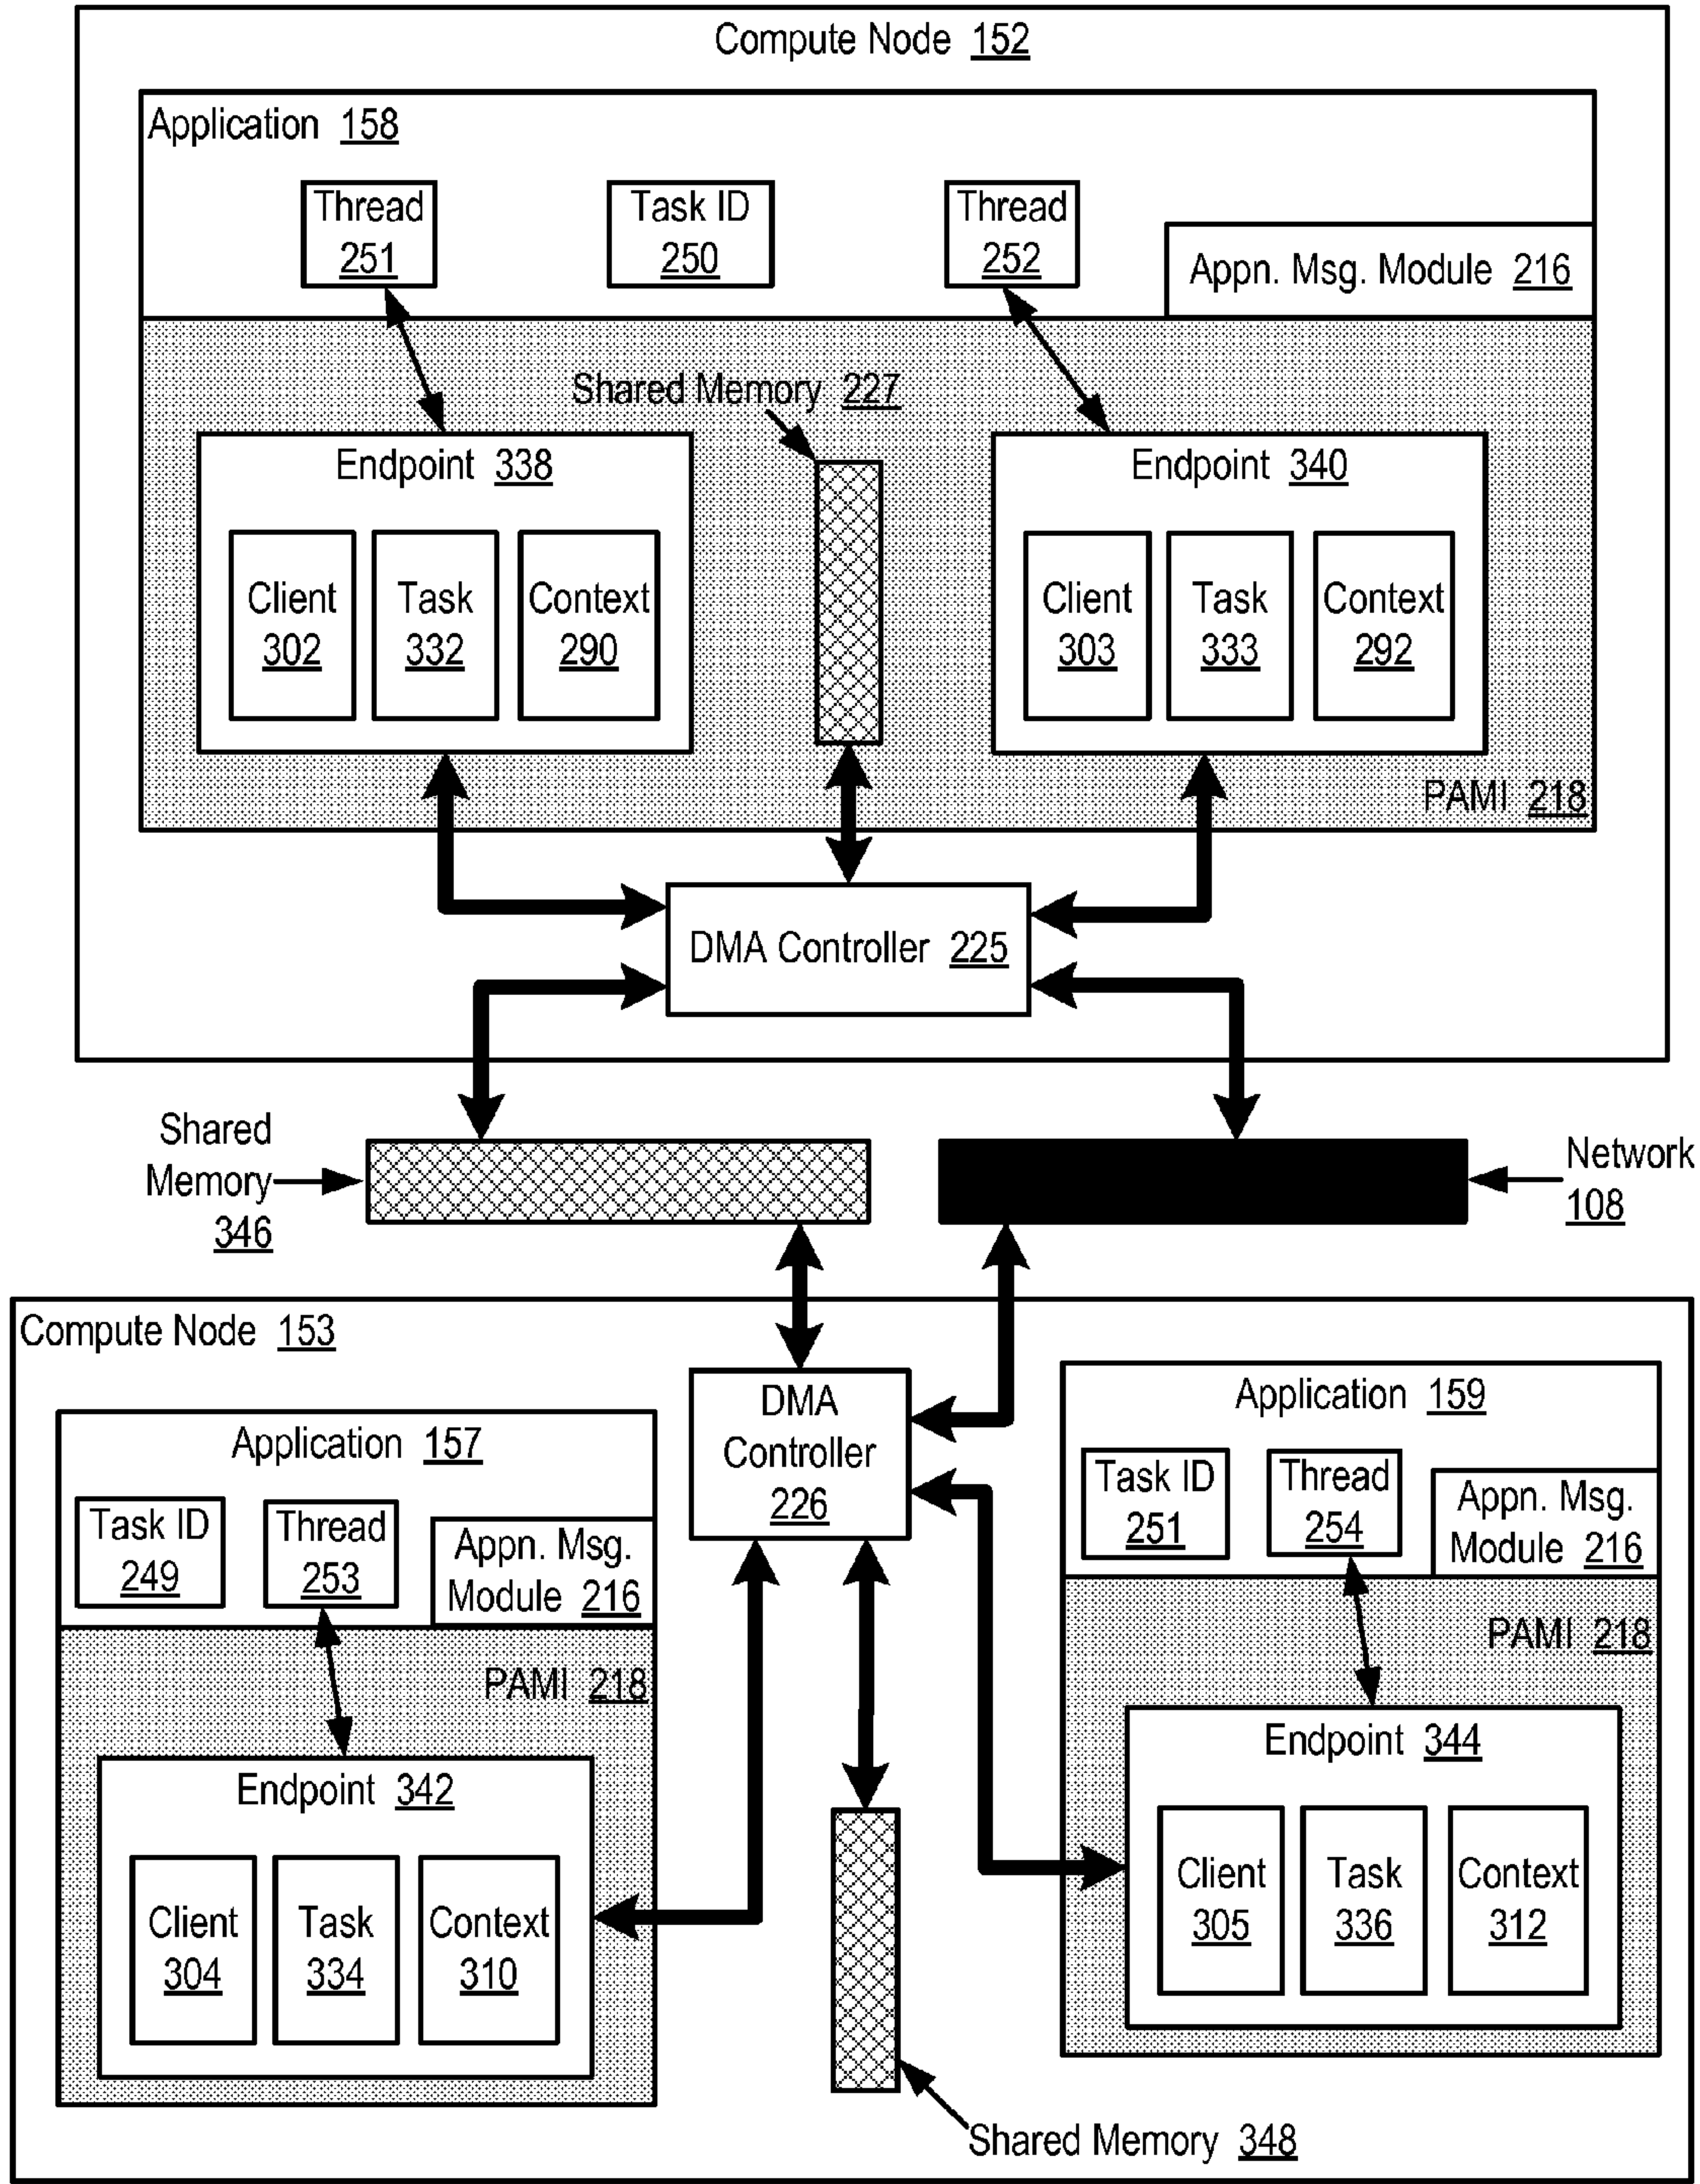 Compute Node 152
Application 158
Thread
251
Task ID
250
Thread
252
Appn. Msg. Module 216
Shared Memory 227
Endpoint 338
Client
302
Task
332
Context
290
Endpoint 340
Client
303
Task
333
Context
292
PAMI 218
DMA Controller 225
Shared
Memory
346
Network
108
Compute Node 153
DMA
Controller
226
Application 157
Task ID
249
Thread
253
Appn. Msg.
Module 216
PAMI 218
Endpoint 342
Client
304
Task
334
Context
310
Application 159
Task ID
251
Thread
254
Appn. Msg.
Module 216
PAMI 218
Endpoint 344
Client
305
Task
336
Context
312
Shared Memory 348